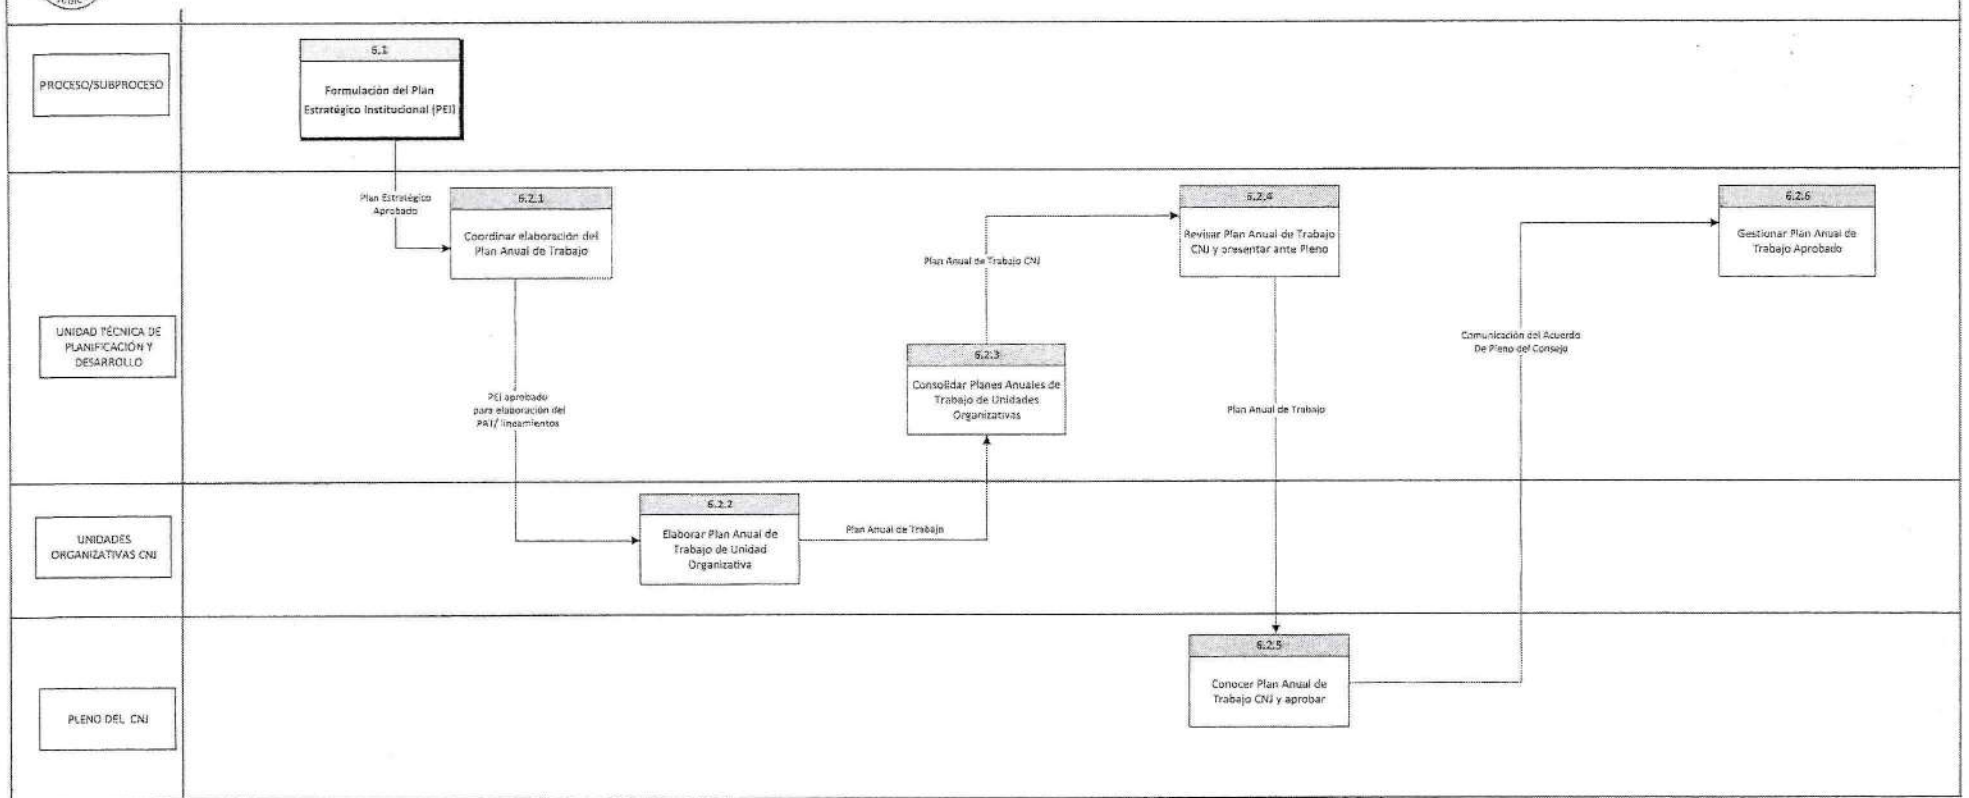 PROCESO/SUBPROCESO
6.1
Formulación del Plan
Estratégico Institucional (PEI)
UNIDAD TÉCNICA DE
PLANIFICACIÓN Y
DESARROLLO
Plan Estratégico
Aprobado
6.2.1
Coordinar elaboración del
Plan Anual de Trabajo
PEI aprobado
para elaboración del
PAT/ lineamientos
6.2.3
Consolidar Planes Anuales de
Trabajo de Unidades
Organizativas
Plan Anual de Trabajo CNJ
6.2.4
Revisar Plan Anual de Trabajo
CNJ y presentar ante Pleno
Plan Anual de Trabajo
Comunicación del Acuerdo
De Pleno del Consejo
6.2.6
Gestionar Plan Anual de
Trabajo Aprobado
UNIDADES
ORGANIZATIVAS CNJ
6.2.2
Elaborar Plan Anual de
Trabajo de Unidad
Organizativa
Plan Anual de Trabajo
PLENO DEL CNJ
6.2.5
Conocer Plan Anual de
Trabajo CNJ y aprobar